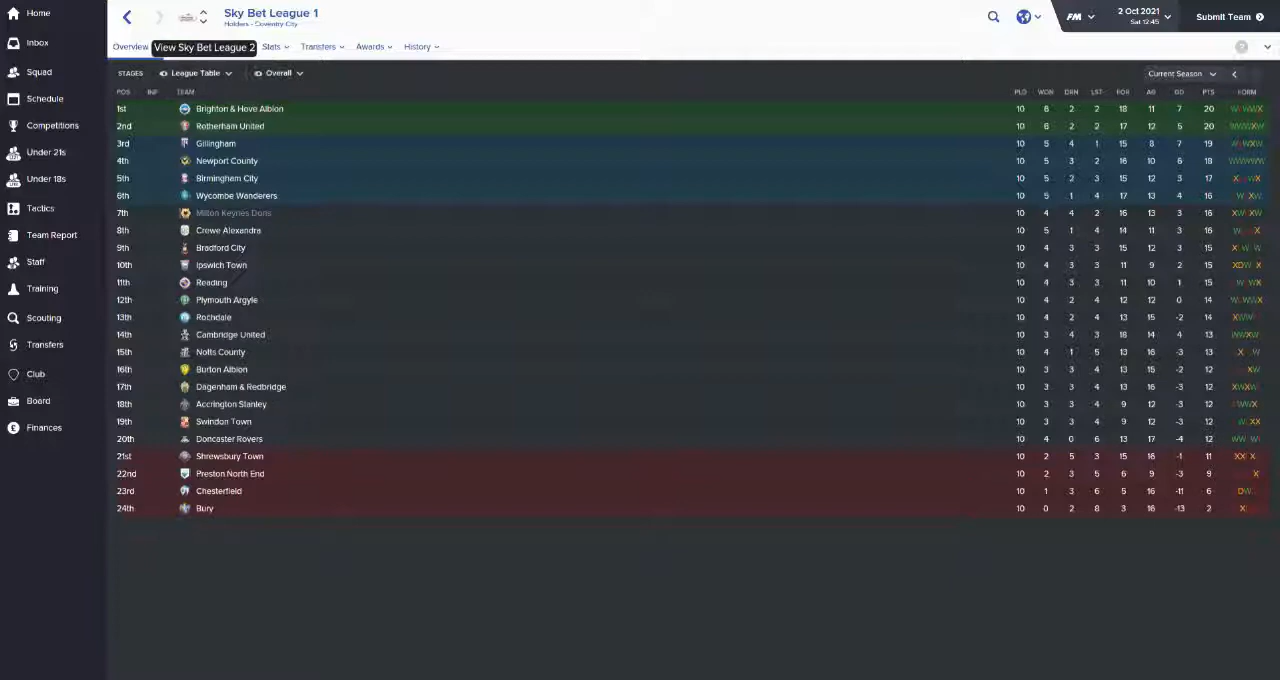 Home
Inbox
Squad
Schedule
Competitions
Under 21s
Under 18s
Tactics
Team Report
Staff
Training
Scouting
Transfers
Club
Board
Finances
Sky Bet League 1
Holders - Coventry City
FM
2 Oct 2021
Sat 12:45
Submit Team
Overview View Sky Bet League 2 Stats Transfers Awards History
STAGES League Table Overall Current Season
POS INF TEAM PLD WON DRN LST FOR AG GD PTS FORM
1st Brighton & Hove Albion 10 6 2 2 18 11 7 20
2nd Rotherham United 10 6 2 2 17 12 5 20
3rd Gillingham 10 5 4 1 15 8 7 19
4th Newport County 10 5 3 2 16 10 6 18
5th Birmingham City 10 5 2 3 15 12 3 17
6th Wycombe Wanderers 10 5 1 4 17 13 4 16
7th Milton Keynes Dons 10 4 4 2 16 13 3 16
8th Crewe Alexandra 10 5 1 4 14 11 3 16
9th Bradford City 10 4 3 3 15 12 3 15
10th Ipswich Town 10 4 3 3 11 9 2 15
11th Reading 10 4 3 3 11 10 1 15
12th Plymouth Argyle 10 4 2 4 12 12 0 14
13th Rochdale 10 4 2 4 13 15 -2 14
14th Cambridge United 10 3 4 3 18 14 4 13
15th Notts County 10 4 1 5 13 16 -3 13
16th Burton Albion 10 3 3 4 13 15 -2 12
17th Dagenham & Redbridge 10 3 3 4 13 16 -3 12
18th Accrington Stanley 10 3 3 4 9 12 -3 12
19th Swindon Town 10 3 3 4 9 12 -3 12
20th Doncaster Rovers 10 4 0 6 13 17 -4 12
21st Shrewsbury Town 10 2 5 3 15 16 -1 11
22nd Preston North End 10 2 3 5 6 9 -3 9
23rd Chesterfield 10 1 3 6 5 16 -11 6
24th Bury 10 0 2 8 3 16 -13 2